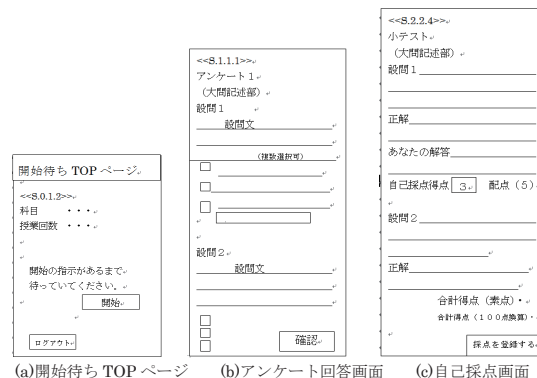 開始待ち TOP ページ
<<S.0.1.2>>
科目 ・・・
授業回数 ・・・
開始の指示があるまで
待っていてください。
開始
ログアウト
(a)開始待ち TOP ページ
<<S.1.1.1>>
アンケート1
(大問記述部)
設問1
設問文
(複数選択可)
設問2
設問文
確認
(b)アンケート回答画面
<<S.2.2.4>>
小テスト
(大問記述部)
設問1
正解
あなたの解答
自己採点得点 3 配点(5)
設問2
正解
合計得点(素点)・
合計得点(100点換算)・
採点を登録する
(c)自己採点画面